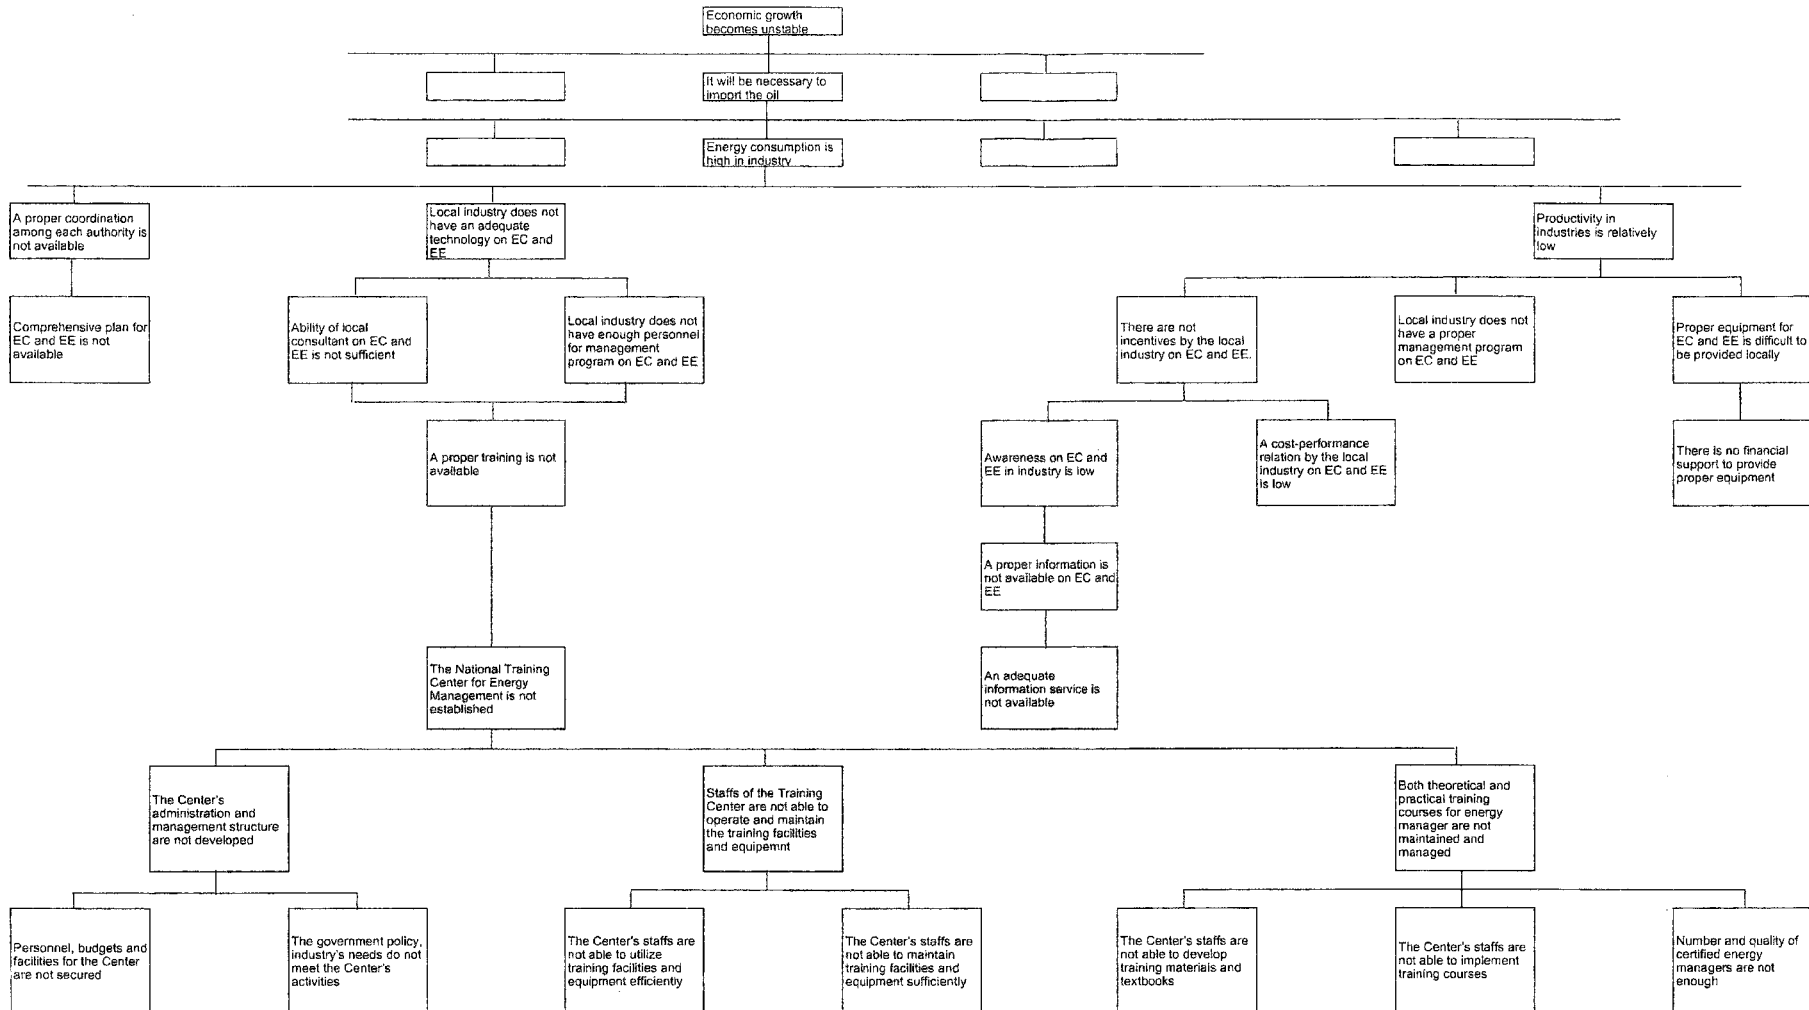 Economic growth
becomes unstable
It will be necessary to
import the oil
Energy consumption is
high in industry
A proper coordination
among each authority is
not available
Local industry does not
have an adequate
technology on EC and
EE
Productivity in
industries is relatively
low
Comprehensive plan for
EC and EE is not
available
Ability of local
consultant on EC and
EE is not sufficient
Local industry does not
have enough personnel
for management
program on EC and EE
There are not
incentives by the local
industry on EC and EE.
Local industry does not
have a proper
management program
on EC and EE
Proper equipment for
EC and EE is difficult to
be provided locally
A proper training is not
available
Awareness on EC and
EE in industry is low
A cost-performance
relation by the local
industry on EC and EE
is low
There is no financial
support to provide
proper equipment
A proper information is
not available on EC and
EE
The National Training
Center for Energy
Management is not
established
An adequate
information service is
not available
The Center's
administration and
management structure
are not developed
Staffs of the Training
Center are not able to
operate and maintain
the training facilities
and equipemnt
Both theoretical and
practical training
courses for energy
manager are not
maintained and
managed
Personnel, budgets and
facilities for the Center
are not secured
The government policy,
industry's needs do not
meet the Center's
activities
The Center's staffs are
not able to utilize
training facilities and
equipment efficiently
The Center's staffs are
not able to maintain
training facilities and
equipment sufficiently
The Center's staffs are
not able to develop
training materials and
textbooks
The Center's staffs are
not able to implement
training courses
Number and quality of
certified energy
managers are not
enough